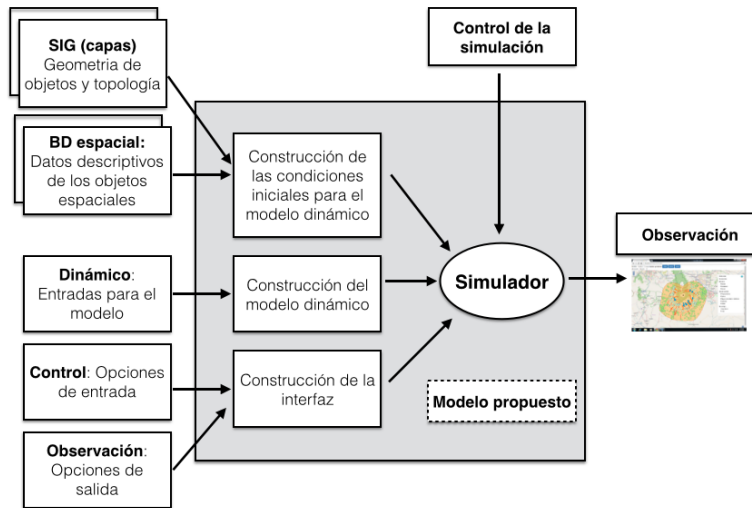 SIG (capas)
Geometria de
objetos y topología
BD espacial:
Datos descriptivos
de los objetos
espaciales
Dinámico:
Entradas para el
modelo
Control: Opciones
de entrada
Observación:
Opciones de
salida
Construcción de
las condiciones
iniciales para el
modelo dinámico
Construcción del
modelo dinámico
Construcción de la
interfaz
Control de la
simulación
Simulador
Modelo propuesto
Observación